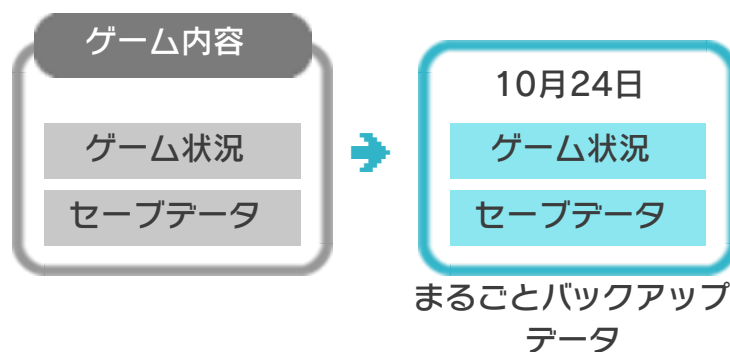 ゲーム内容
ゲーム状況
セーブデータ
10月24日
ゲーム状況
セーブデータ
まるごとバックアップ
データ